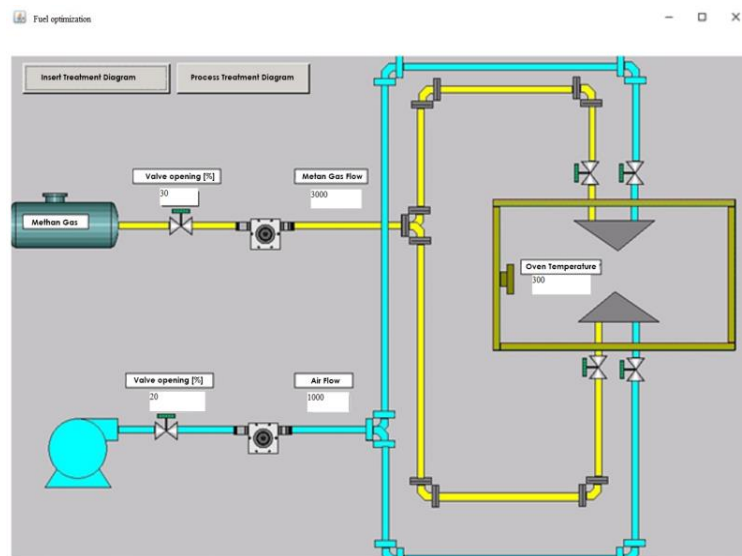 Fuel optimization
Insert Treatment Diagram
Process Treatment Diagram
Valve opening [%]
30
Metan Gas Flow
3000
Methan Gas
Oven Temperature
300
Valve opening [%]
20
Air Flow
1000